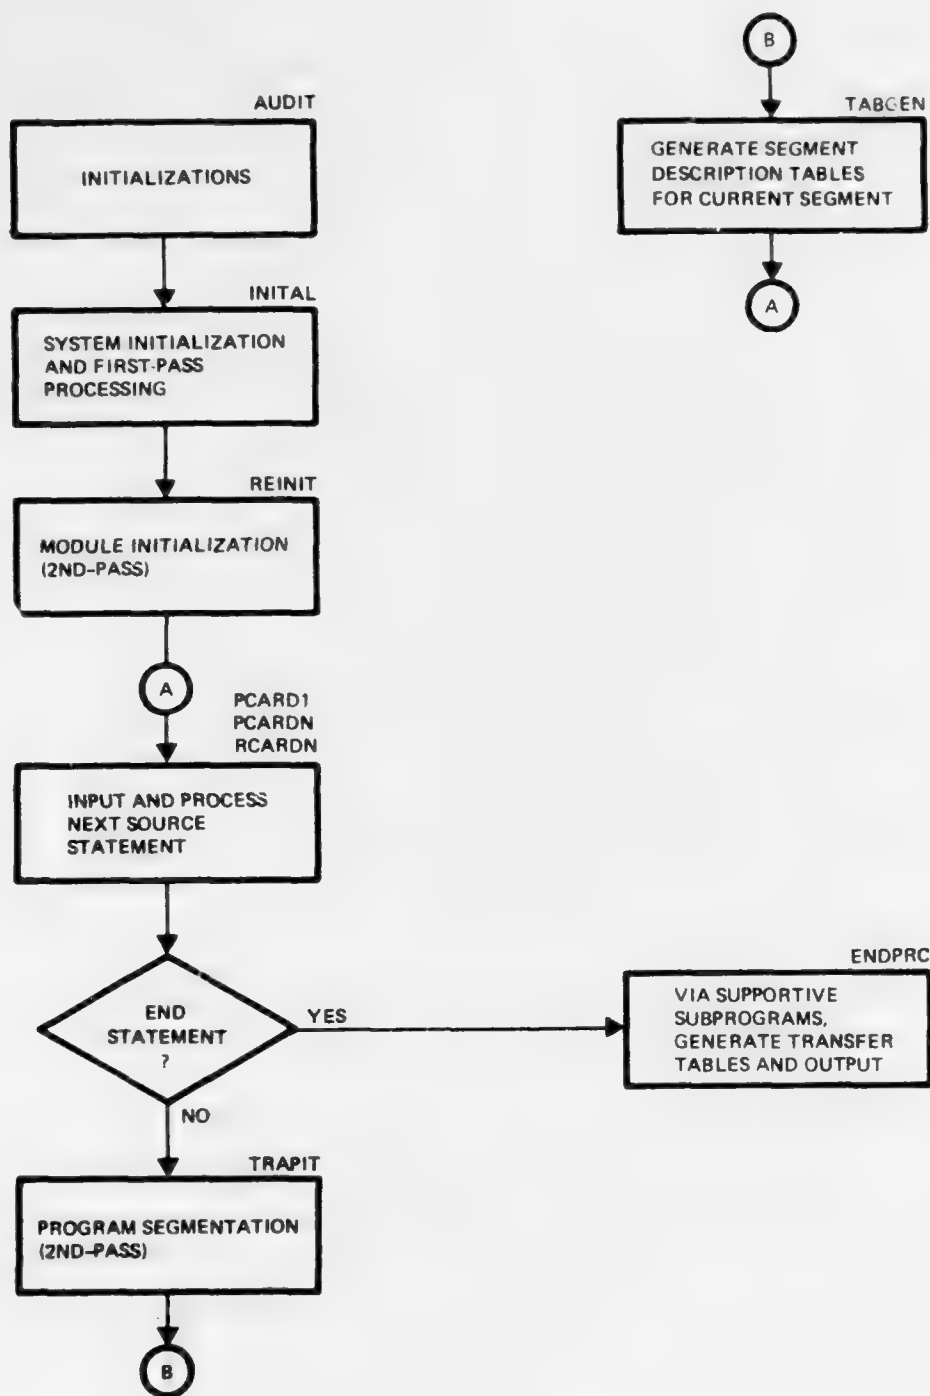 AUDIT
INITIALIZATIONS
INITAL
SYSTEM INITIALIZATION
AND FIRST-PASS
PROCESSING
REINIT
MODULE INITIALIZATION
(2ND-PASS)
A
PCARD1
PCARDN
RCARDN
INPUT AND PROCESS
NEXT SOURCE
STATEMENT
END
STATEMENT
?
YES
NO
TRAPIT
PROGRAM SEGMENTATION
(2ND-PASS)
B
B
TABGEN
GENERATE SEGMENT
DESCRIPTION TABLES
FOR CURRENT SEGMENT
A
ENDPRC
VIA SUPPORTIVE
SUBPROGRAMS,
GENERATE TRANSFER
TABLES AND OUTPUT